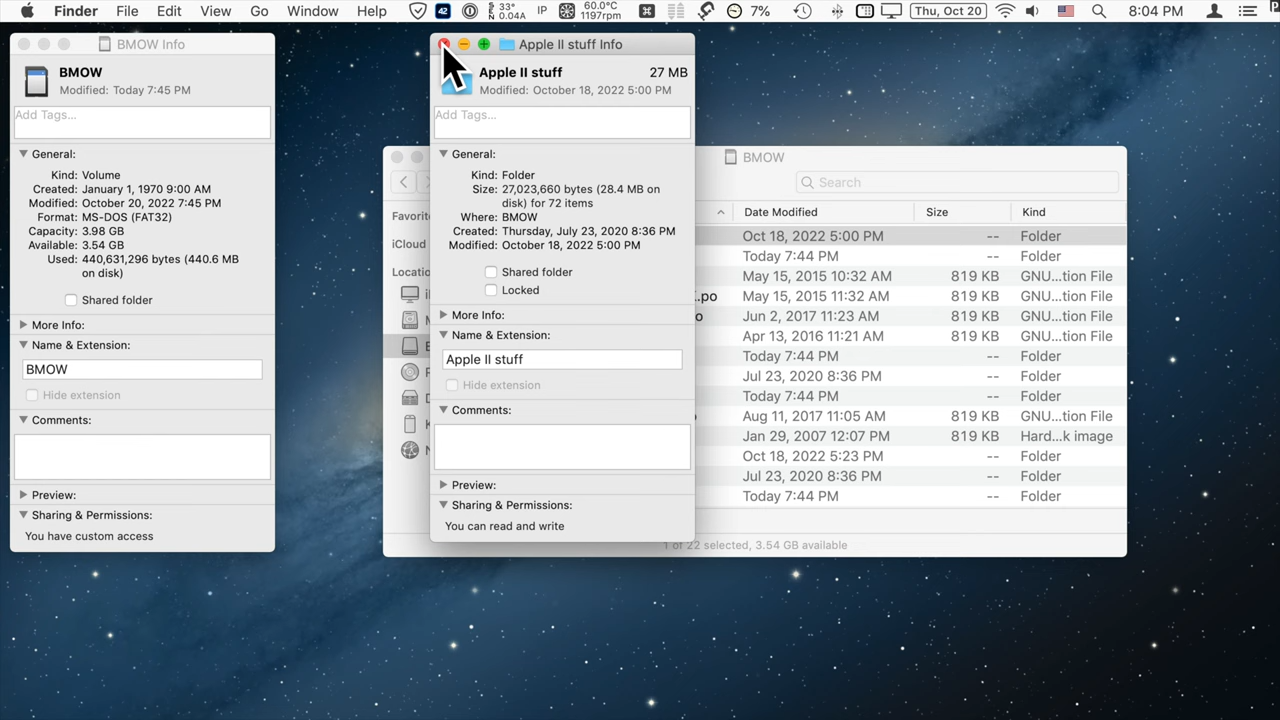 Finder File Edit View Go Window Help 42 33° 0.04A IP 60.0°C 1197rpm 7% Thu, Oct 20 8:04 PM
BMOW Info
BMOW
Modified: Today 7:45 PM
Add Tags...
General:
Kind: Volume
Created: January 1, 1970 9:00 AM
Modified: October 20, 2022 7:45 PM
Format: MS-DOS (FAT32)
Capacity: 3.98 GB
Available: 3.54 GB
Used: 440,631,296 bytes (440.6 MB
on disk)
Shared folder
More Info:
Name & Extension:
BMOW
Hide extension
Comments:
Preview:
Sharing & Permissions:
You have custom access
Apple II stuff Info
Apple II stuff 27 MB
Modified: October 18, 2022 5:00 PM
Add Tags...
General:
Kind: Folder
Size: 27,023,660 bytes (28.4 MB on
disk) for 72 items
Where: BMOW
Created: Thursday, July 23, 2020 8:36 PM
Modified: October 18, 2022 5:00 PM
Shared folder
Locked
More Info:
Name & Extension:
Apple II stuff
Hide extension
Comments:
Preview:
Sharing & Permissions:
You can read and write
BMOW
Search
Favorite
iCloud
Locatio
Date Modified Size Kind
Oct 18, 2022 5:00 PM -- Folder
Today 7:44 PM -- Folder
May 15, 2015 10:32 AM 819 KB GNU...tion File
.po May 15, 2015 11:32 AM 819 KB GNU...tion File
o Jun 2, 2017 11:23 AM 819 KB GNU...tion File
Apr 13, 2016 11:21 AM 819 KB GNU...tion File
Today 7:44 PM -- Folder
Jul 23, 2020 8:36 PM -- Folder
Today 7:44 PM -- Folder
Aug 11, 2017 11:05 AM 819 KB GNU...tion File
Jan 29, 2007 12:07 PM 819 KB Hard...k image
Oct 18, 2022 5:23 PM -- Folder
Jul 23, 2020 8:36 PM -- Folder
Today 7:44 PM -- Folder
1 of 22 selected, 3.54 GB available